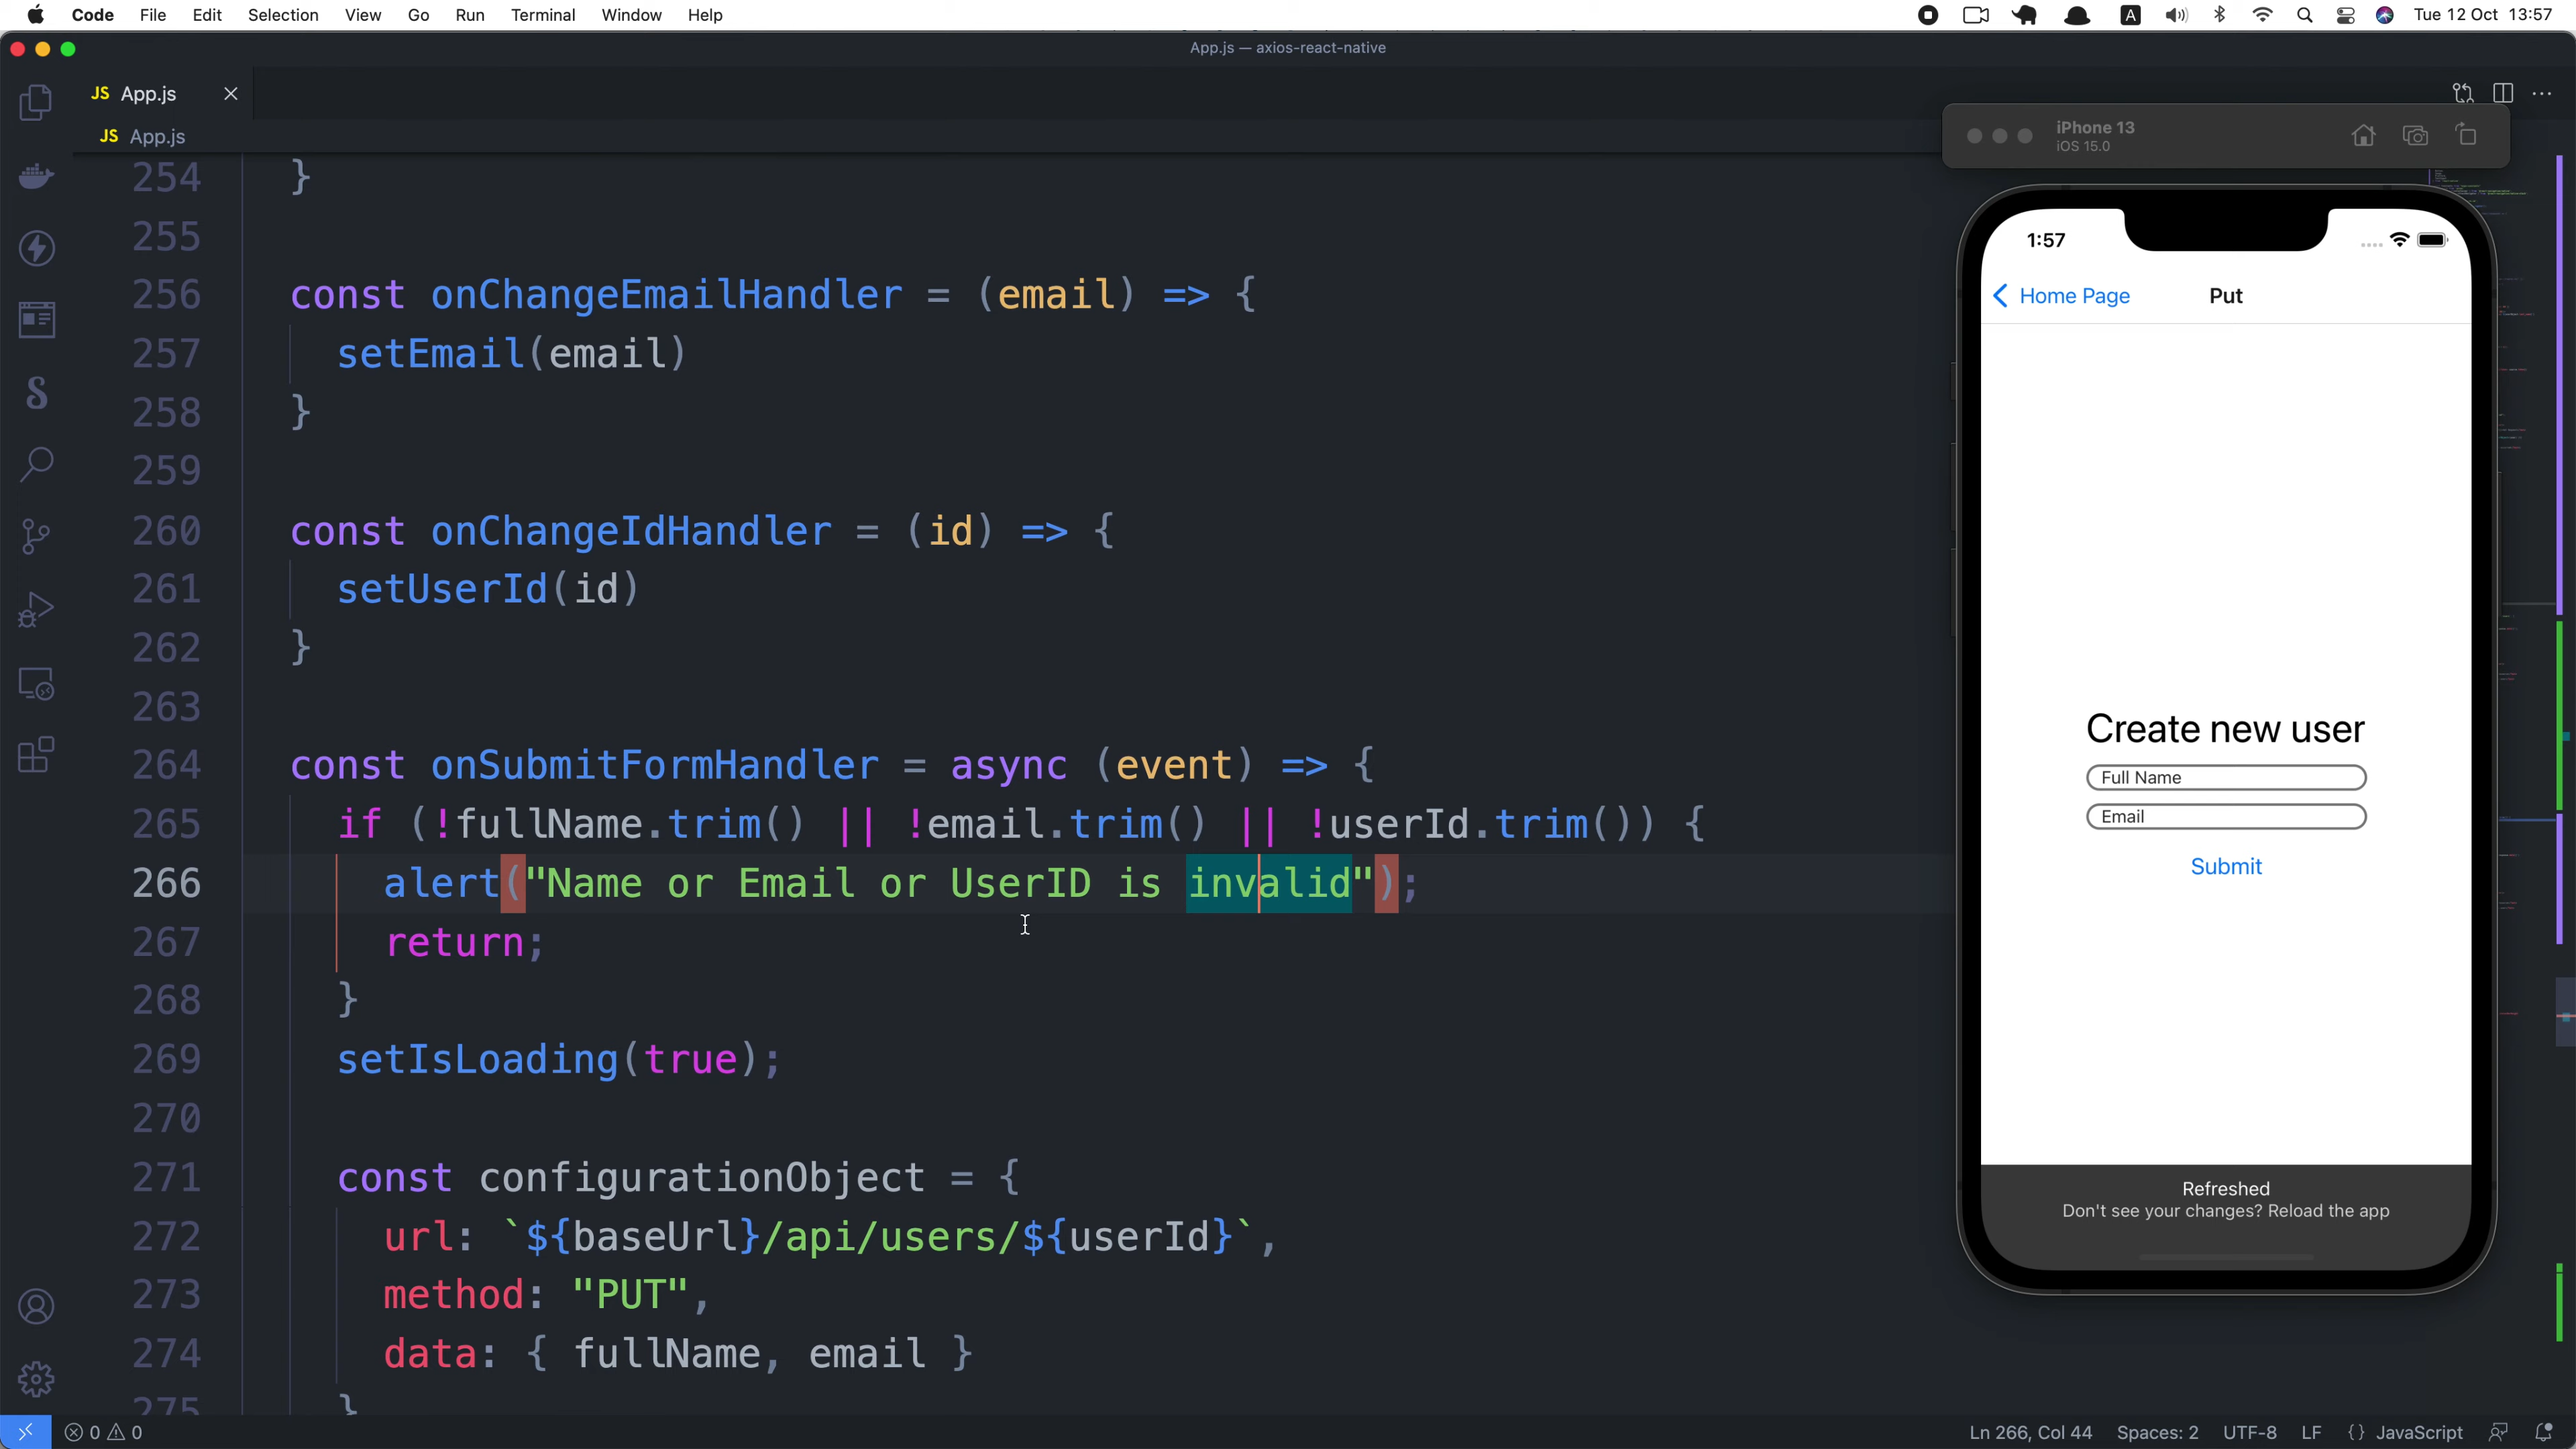 Code File Edit Selection View Go Run Terminal Window Help
A Tue 12 Oct 13:57
App.js — axios-react-native
JS App.js
JS App.js
254 }
255
256 const onChangeEmailHandler = (email) => {
257 setEmail(email)
258 }
259
260 const onChangeIdHandler = (id) => {
261 setUserId(id)
262 }
263
264 const onSubmitFormHandler = async (event) => {
265 if (!fullName.trim() || !email.trim() || !userId.trim()) {
266 alert("Name or Email or UserID is invalid");
267 return;
268 }
269 setIsLoading(true);
270
271 const configurationObject = {
272 url: `${baseUrl}/api/users/${userId}`,
273 method: "PUT",
274 data: { fullName, email }
275 }
iPhone 13
iOS 15.0
1:57
Home Page Put
Create new user
Full Name
Email
Submit
Refreshed
Don't see your changes? Reload the app
0 0
Ln 266, Col 44 Spaces: 2 UTF-8 LF {} JavaScript